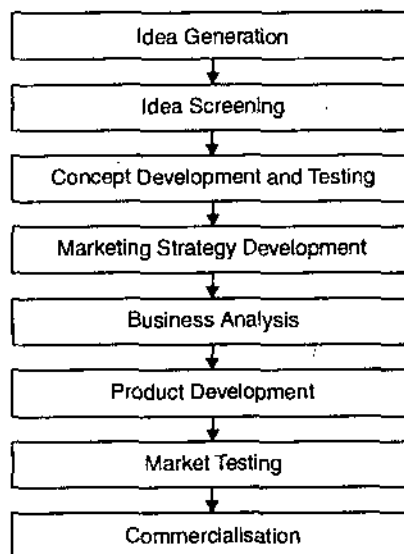 Idea Generation
Idea Screening
Concept Development and Testing
Marketing Strategy Development
Business Analysis
Product Development
Market Testing
Commercialisation